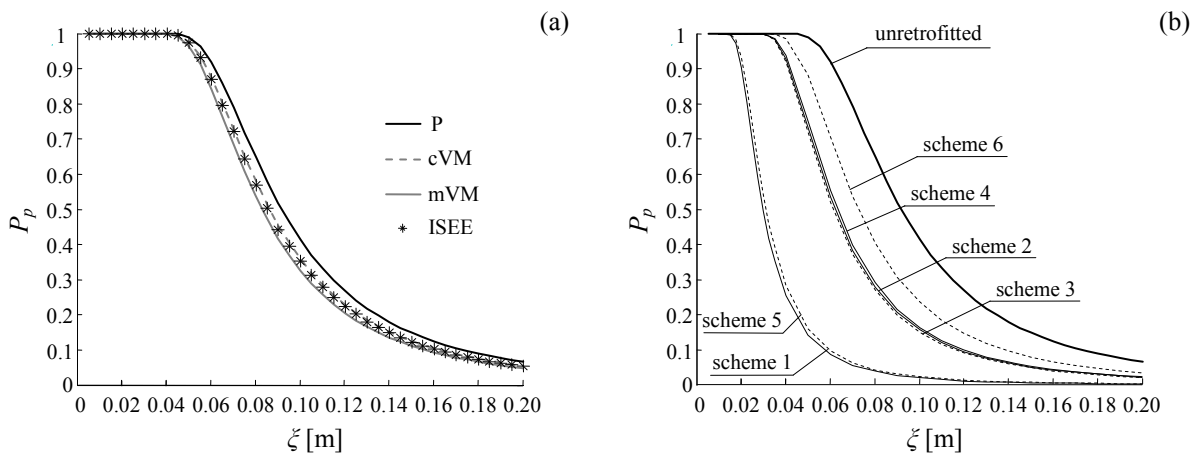 (a)
1
0.9
0.8
0.7
0.6
0.5
0.4
0.3
0.2
0.1
0
P_p
P
cVM
mVM
ISEE
0 0.02 0.04 0.06 0.08 0.10 0.12 0.14 0.16 0.18 0.20
ξ [m]
(b)
1
0.9
0.8
0.7
0.6
0.5
0.4
0.3
0.2
0.1
0
P_p
unretrofitted
scheme 6
scheme 4
scheme 2
scheme 3
scheme 5
scheme 1
0 0.02 0.04 0.06 0.08 0.10 0.12 0.14 0.16 0.18 0.20
ξ [m]